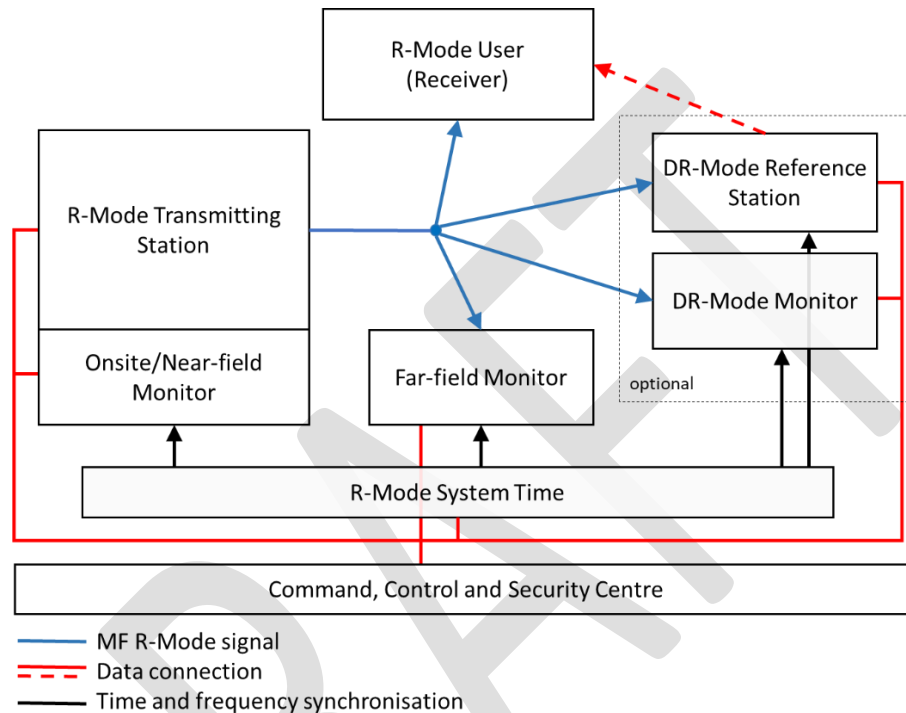 R-Mode User
(Receiver)
R-Mode Transmitting
Station
DR-Mode Reference
Station
DR-Mode Monitor
Onsite/Near-field
Monitor
Far-field Monitor
optional
R-Mode System Time
Command, Control and Security Centre
MF R-Mode signal
Data connection
Time and frequency synchronisation
DRAFT